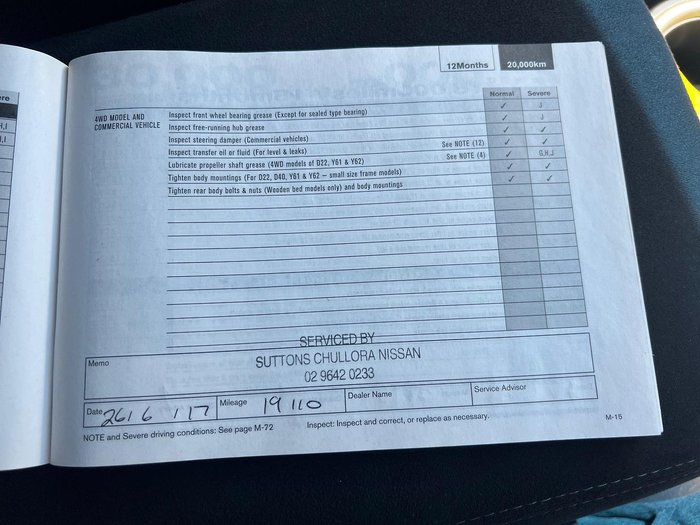 12Months 20,000km
Normal Severe
4WD MODEL AND
COMMERCIAL VEHICLE
Inspect front wheel bearing grease (Except for sealed type bearing) ✓ J
Inspect free-running hub grease ✓ J
Inspect steering damper (Commercial vehicles) ✓ ✓
Inspect transfer oil or fluid (For level & leaks) See NOTE (12) ✓ ✓
Lubricate propeller shaft grease (4WD models of D22, Y61 & Y62) See NOTE (4) ✓ G,H,J
Tighten body mountings (For D22, D40, Y61 & Y62 – small size frame models) ✓ ✓
Tighten rear body bolts & nuts (Wooden bed models only) and body mountings ✓ ✓
Memo
SERVICED BY
SUTTONS CHULLORA NISSAN
02 9642 0233
Date 26/6/17 Mileage 19110 Dealer Name Service Advisor
NOTE and Severe driving conditions: See page M-72 Inspect: Inspect and correct, or replace as necessary. M-15